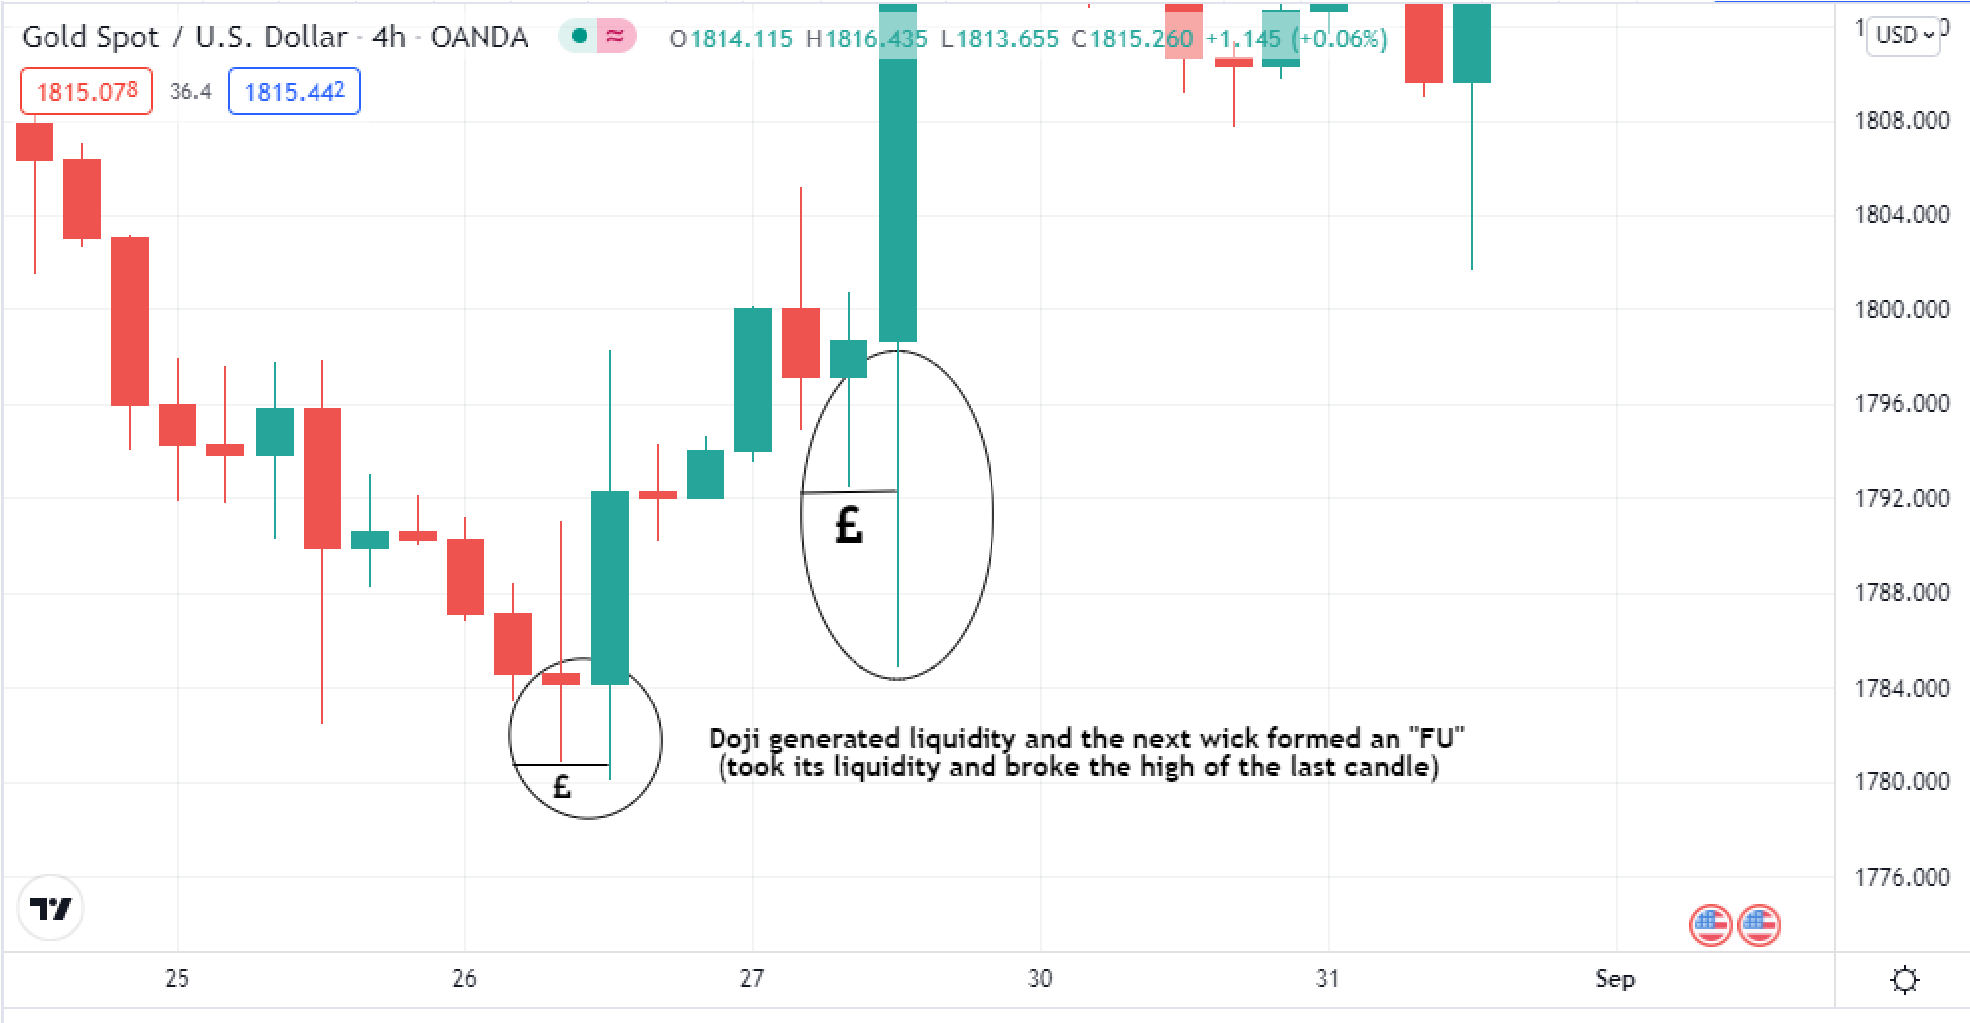 Gold Spot / U.S. Dollar · 4h · OANDA
≈
O1814.115 H1816.435 L1813.655 C1815.260 +1.145 (+0.06%)
USD
1815.078
36.4
1815.442
1808.000
1804.000
1800.000
1796.000
1792.000
£
1788.000
1784.000
Doji generated liquidity and the next wick formed an "FU"
(took its liquidity and broke the high of the last candle)
£
1780.000
1776.000
25 26 27 30 31 Sep